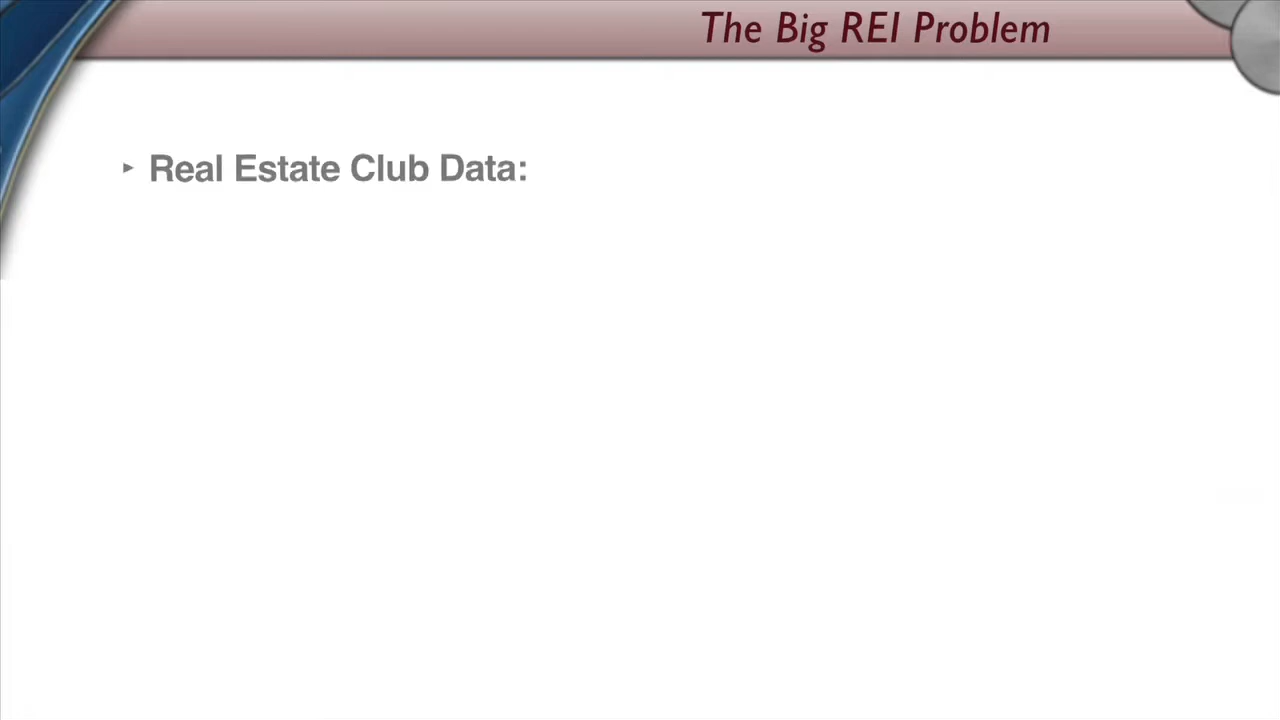 The Big REI Problem
‣ Real Estate Club Data: